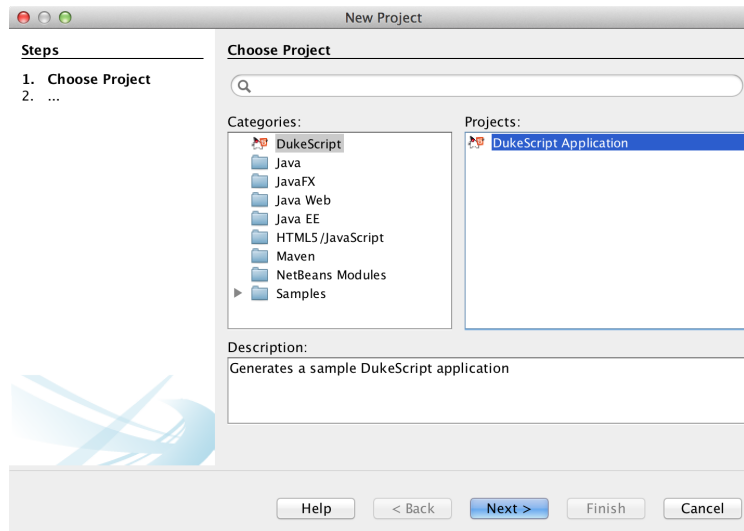 New Project
Steps
1. Choose Project
2. ...
Choose Project
Categories:
DukeScript
Java
JavaFX
Java Web
Java EE
HTML5/JavaScript
Maven
NetBeans Modules
Samples
Projects:
DukeScript Application
Description:
Generates a sample DukeScript application
Help
< Back
Next >
Finish
Cancel